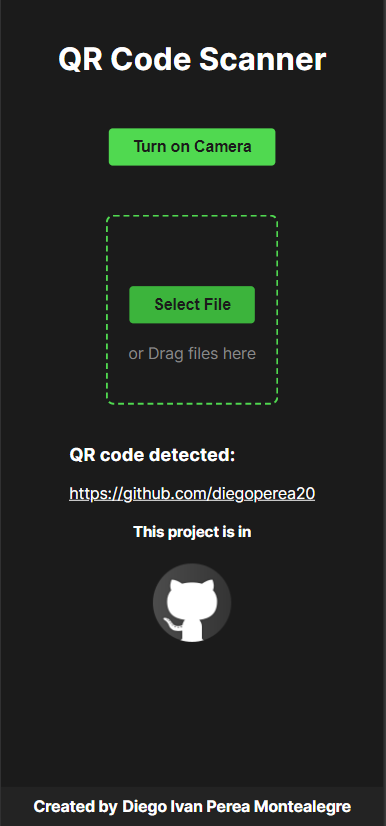 QR Code Scanner
Turn on Camera
Select File
or Drag files here
QR code detected:
https://github.com/diegoperea20
This project is in
Created by Diego Ivan Perea Montealegre